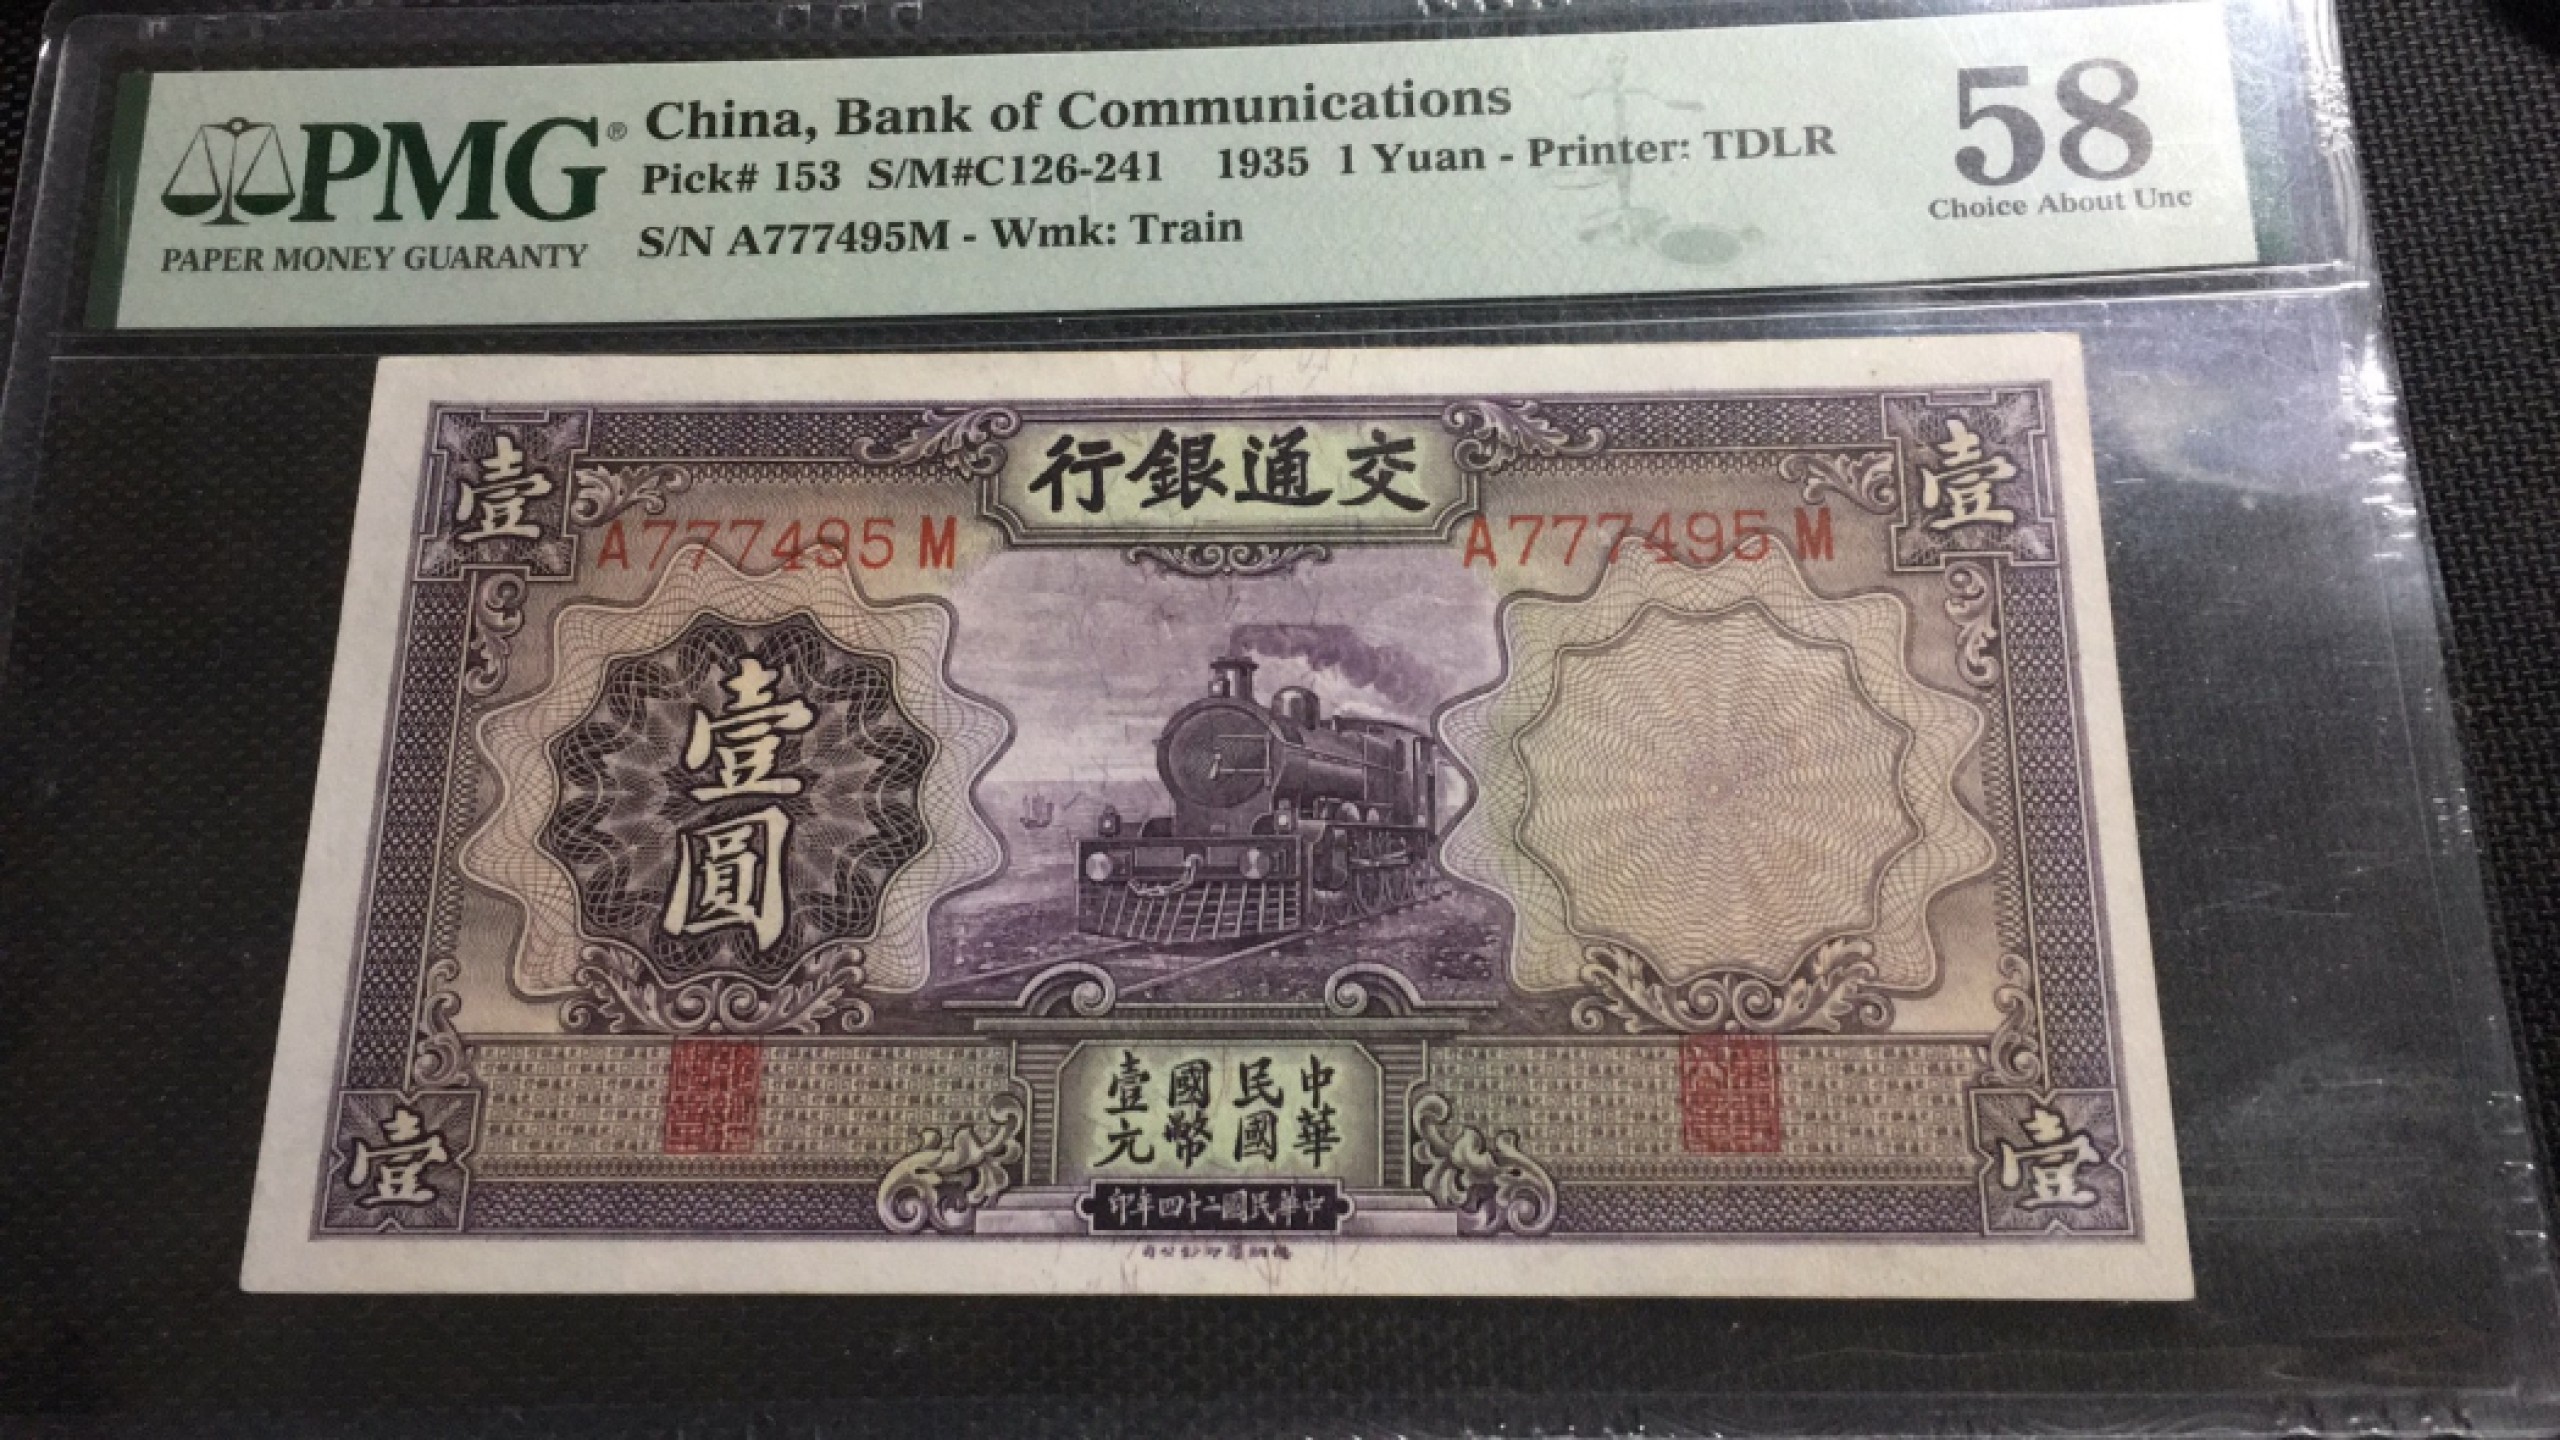 PMG®
PAPER MONEY GUARANTY
China, Bank of Communications
Pick# 153 S/M#C126-241 1935 1 Yuan - Printer: TDLR
S/N A777495M - Wmk: Train
58
Choice About Unc
壹
行銀通交
壹
A777495M
A777495M
壹圓
中華
民國
國幣
壹元
壹
壹
印年四十二國民華中